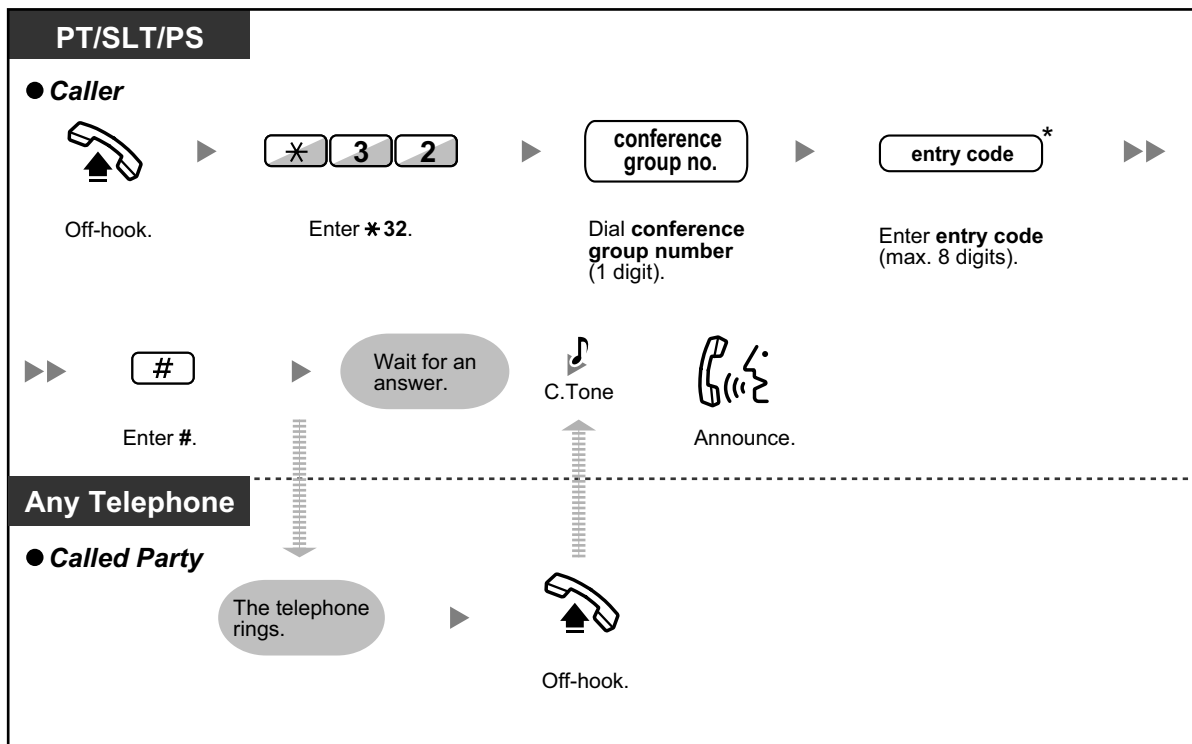 PT/SLT/PS
● Caller
✳ 3 2
conference
group no.
entry code *
Off-hook.
Enter ✳32.
Dial conference
group number
(1 digit).
Enter entry code
(max. 8 digits).
#
Wait for an
answer.
C.Tone
Enter #.
Announce.
Any Telephone
● Called Party
The telephone
rings.
Off-hook.